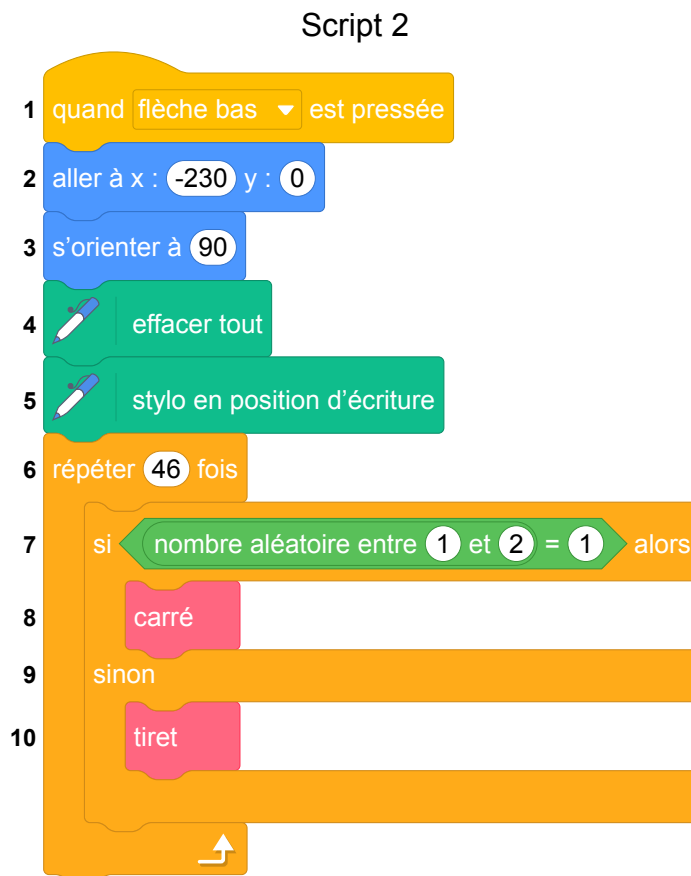 Script 2
1 quand flèche bas est pressée
2 aller à x : -230 y : 0
3 s’orienter à 90
4 effacer tout
5 stylo en position d’écriture
6 répéter 46 fois
7 si nombre aléatoire entre 1 et 2 = 1 alors
8 carré
9 sinon
10 tiret